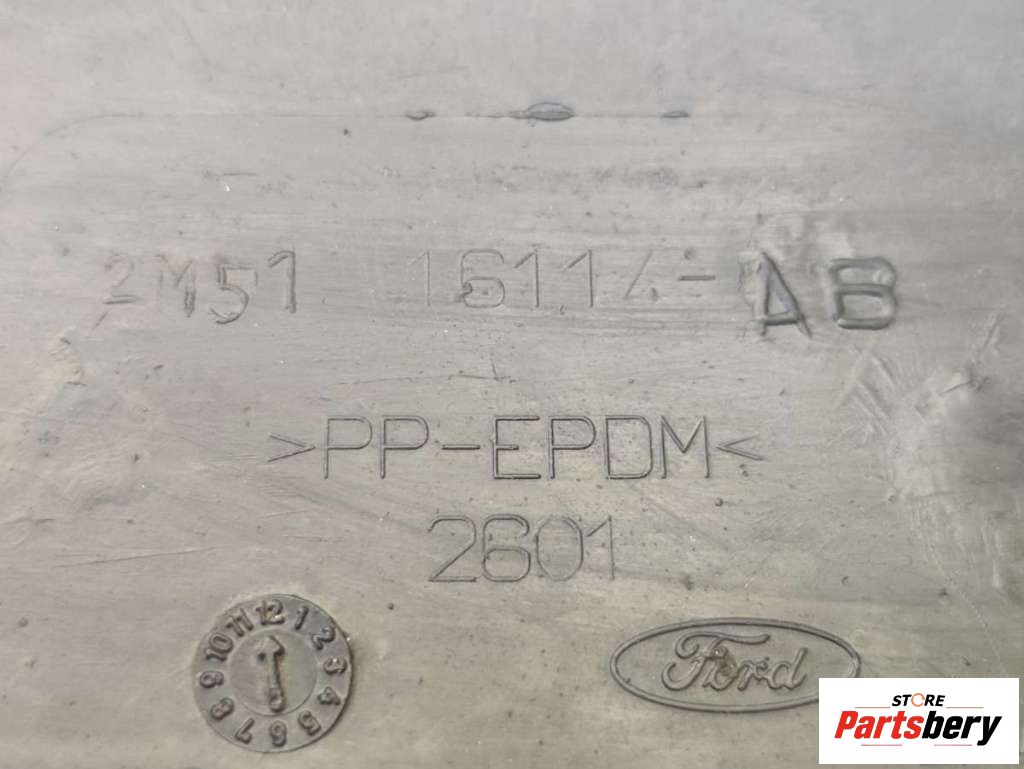 2M51 16114-AB
>PP-EPDM<
2601
12 1 2 3 4 5 6 7 8 9 10 11
Ford
STORE
Partsbery